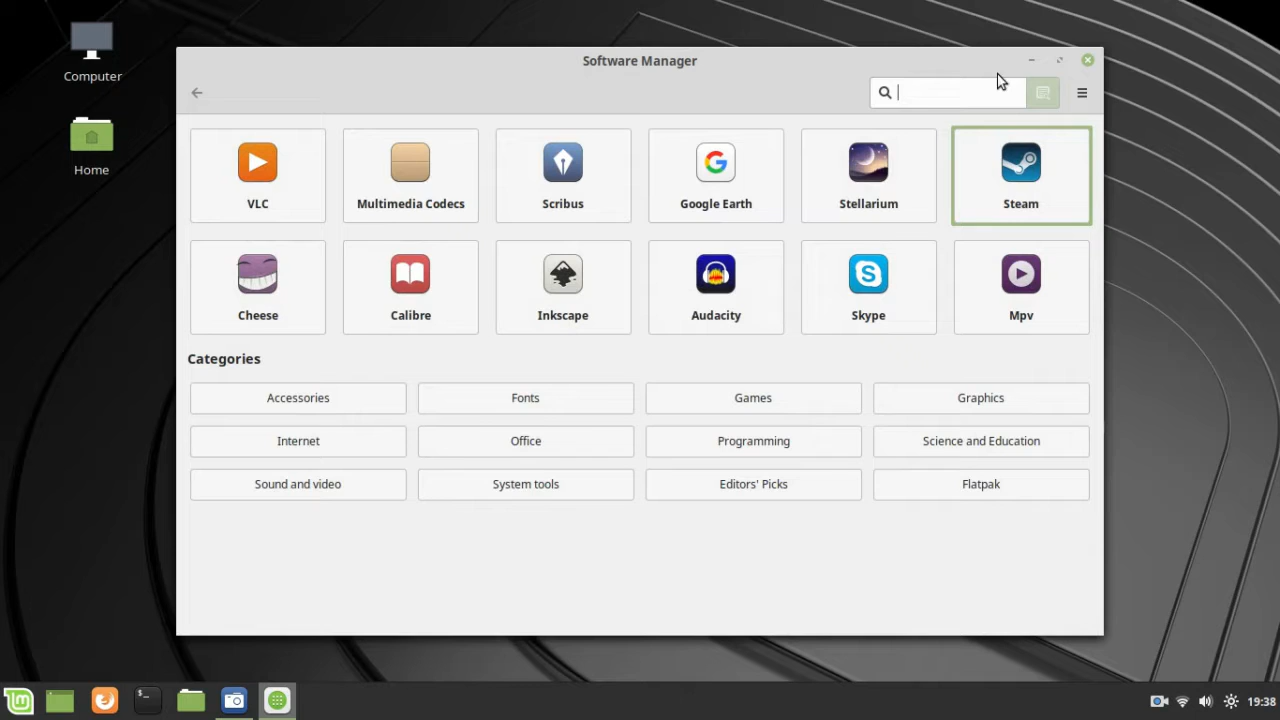 Computer
Home
Software Manager
VLC
Multimedia Codecs
Scribus
Google Earth
Stellarium
Steam
Cheese
Calibre
Inkscape
Audacity
Skype
Mpv
Categories
Accessories
Fonts
Games
Graphics
Internet
Office
Programming
Science and Education
Sound and video
System tools
Editors' Picks
Flatpak
19:38